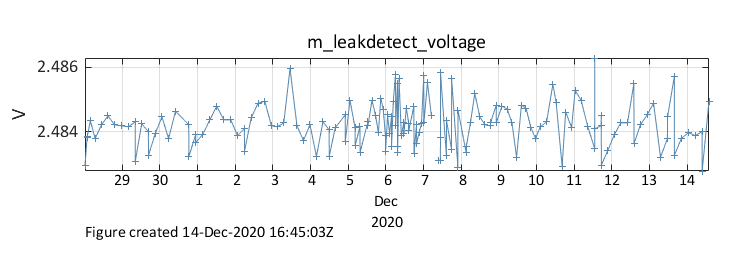 m_leakdetect_voltage
2.486
2.484
V
29 30 1 2 3 4 5 6 7 8 9 10 11 12 13 14
Dec
2020
Figure created 14-Dec-2020 16:45:03Z